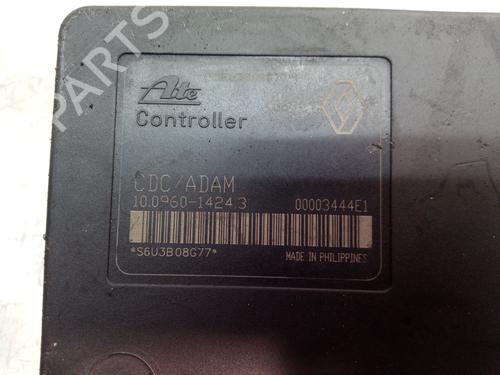 PARTS
Ate
Controller
CDC/ADAM
10.0960-1424.3 00003444E1
*S6U3B08G77*
MADE IN PHILIPPINES